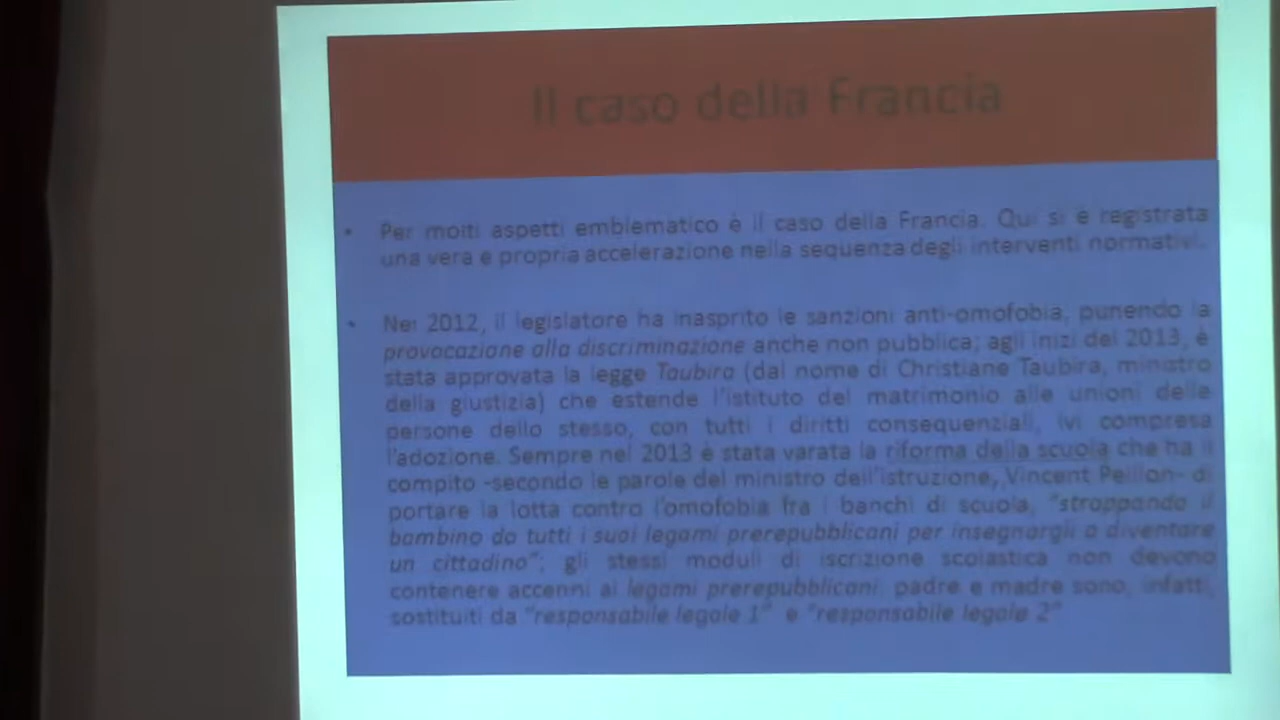 Il caso della Francia
• Per molti aspetti emblematico è il caso della Francia. Qui si è registrata
una vera e propria accelerazione nella sequenza degli interventi normativi.
• Nel 2012, il legislatore ha inasprito le sanzioni anti-omofobia, punendo la
provocazione alla discriminazione anche non pubblica; agli inizi del 2013, è
stata approvata la legge Taubira (dal nome di Christiane Taubira, ministro
della giustizia) che estende l'istituto del matrimonio alle unioni delle
persone dello stesso, con tutti i diritti consequenziali, ivi compresa
l'adozione. Sempre nel 2013 è stata varata la riforma della scuola che ha il
compito -secondo le parole del ministro dell'istruzione, Vincent Peillon- di
portare la lotta contro l'omofobia fra i banchi di scuola, "strappando il
bambino da tutti i suoi legami prerepubblicani per insegnargli a diventare
un cittadino"; gli stessi moduli di iscrizione scolastica non devono
contenere accenni ai legami prerepubblicani: padre e madre sono, infatti,
sostituiti da "responsabile legale 1" e "responsabile legale 2"